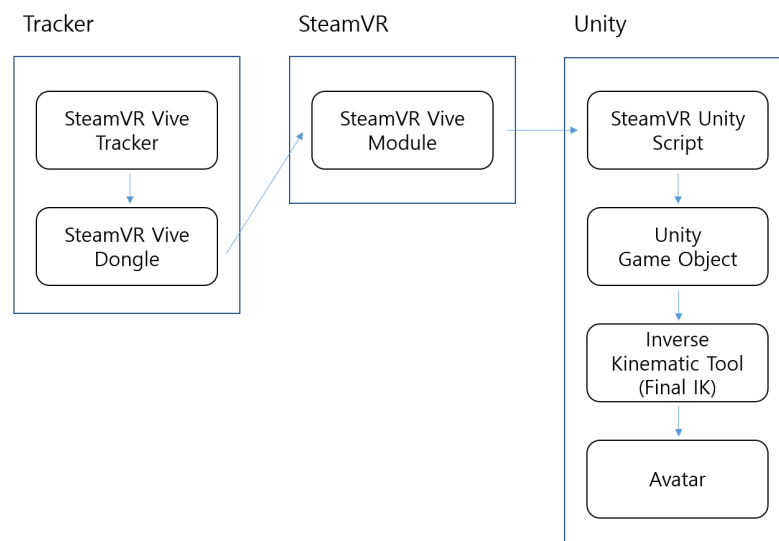 Tracker
SteamVR Vive
Tracker
SteamVR Vive
Dongle
SteamVR
SteamVR Vive
Module
Unity
SteamVR Unity
Script
Unity
Game Object
Inverse
Kinematic Tool
(Final IK)
Avatar